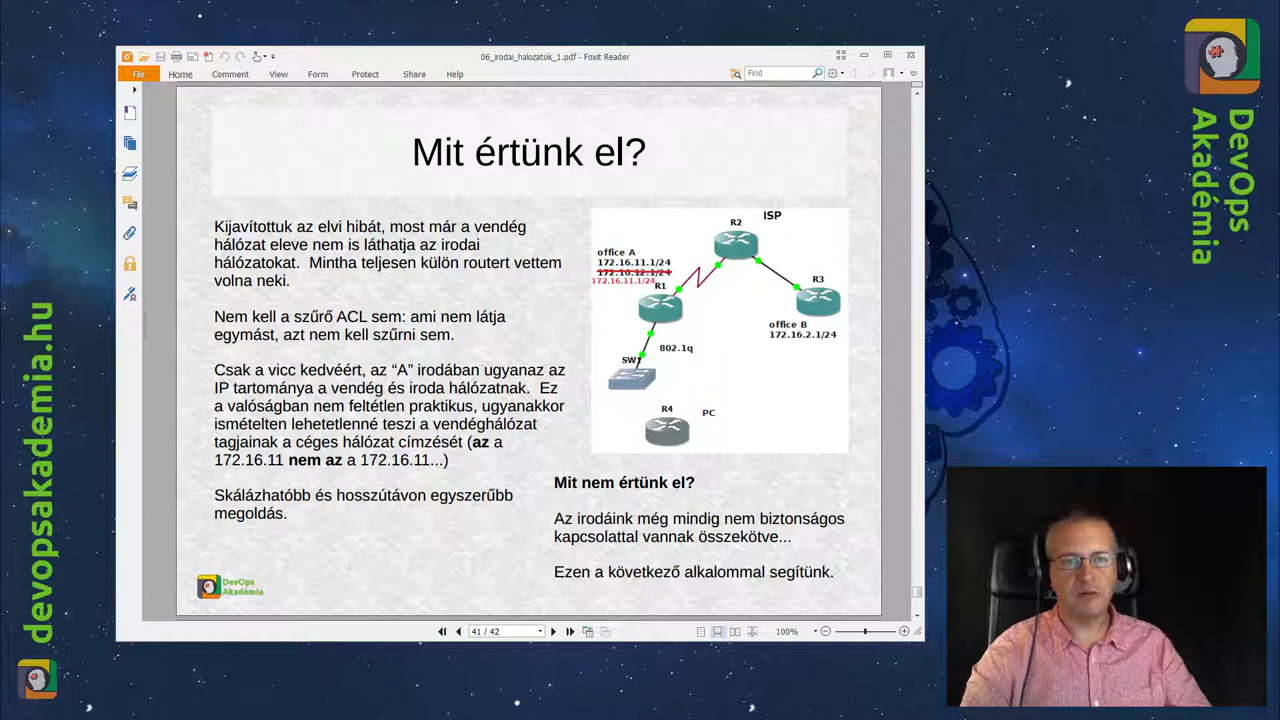 06_irodai_halozatok_1.pdf - Foxit Reader
File Home Comment View Form Protect Share Help
Find
Mit értünk el?
Kijavítottuk az elvi hibát, most már a vendég
hálózat eleve nem is láthatja az irodai
hálózatokat. Mintha teljesen külön routert vettem
volna neki.
Nem kell a szűrő ACL sem: ami nem látja
egymást, azt nem kell szűrni sem.
Csak a vicc kedvéért, az “A” irodában ugyanaz az
IP tartománya a vendég és iroda hálózatnak. Ez
a valóságban nem feltétlen praktikus, ugyanakkor
ismételten lehetetlenné teszi a vendéghálózat
tagjainak a céges hálózat címzését (az a
172.16.11 nem az a 172.16.11...)
Skálázhatóbb és hosszútávon egyszerűbb
megoldás.
ISP
R2
office A
172.16.11.1/24
172.16.12.1/24
172.16.11.1/24
R1
R3
office B
172.16.2.1/24
802.1q
SW1
R4
PC
Mit nem értünk el?
Az irodáink még mindig nem biztonságos
kapcsolattal vannak összekötve...
Ezen a következő alkalommal segítünk.
DevOps
Akadémia
41 / 42
100%
DevOps
Akadémia
devopsakademia.hu